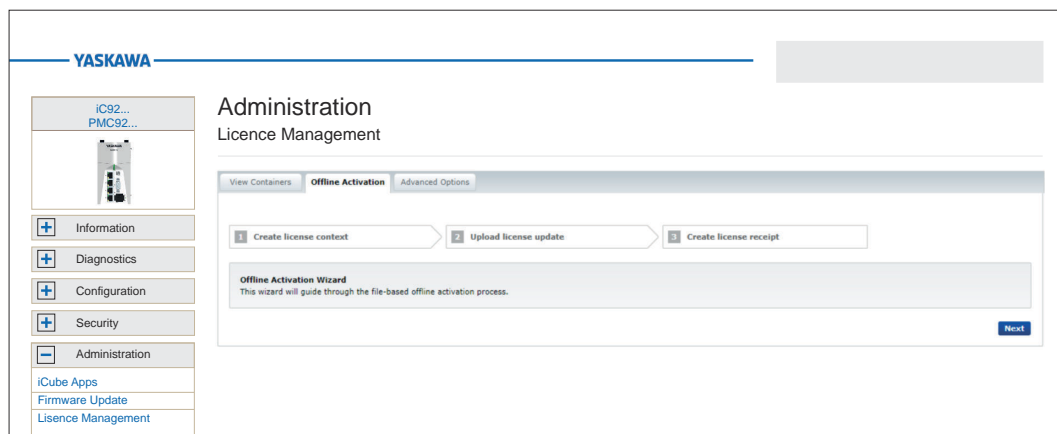 YASKAWA
iC92...
PMC92...
Administration
Licence Management
YASKAWA
View Containers
Offline Activation
Advanced Options
Information
1 Create license context
2 Upload license update
3 Create license receipt
Diagnostics
Configuration
Offline Activation Wizard
This wizard will guide through the file-based offline activation process.
Security
Next
Administration
iCube Apps
Firmware Update
Lisence Management